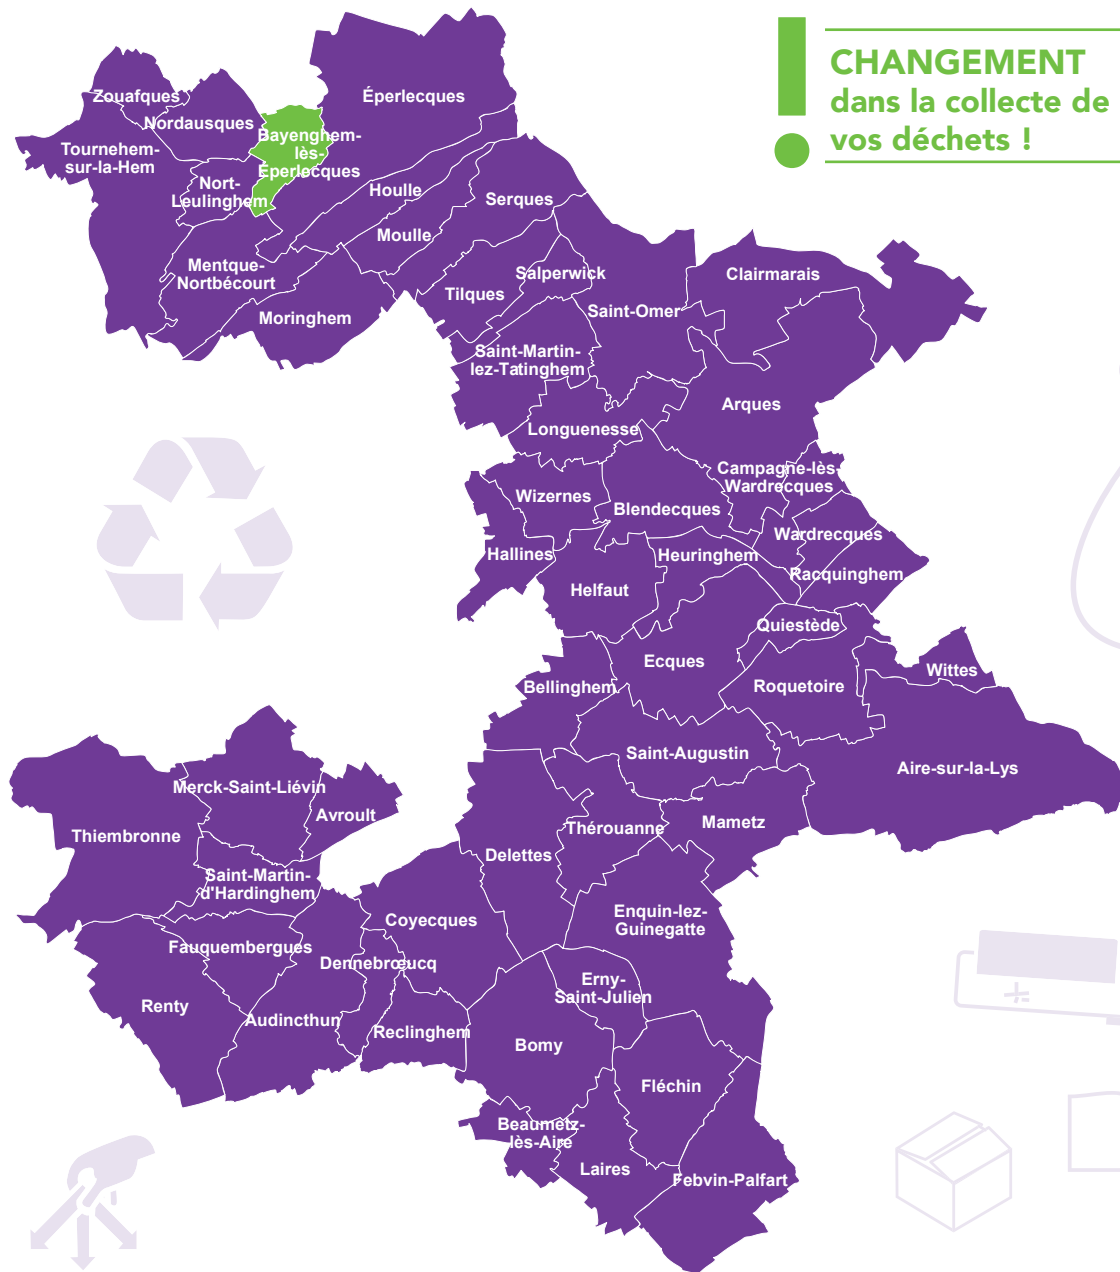 CHANGEMENT
dans la collecte de
vos déchets !
Éperlecques
Zouafques
Nordausques
Bayenghem-
lès-
Éperlecques
Tournehem-
sur-la-Hem
Nort-
Leulinghem
Houlle
Serques
Moulle
Mentque-
Nortbécourt
Salperwick
Clairmarais
Tilques
Saint-Omer
Moringhem
Saint-Martin-
lez-Tatinghem
Arques
Longuenesse
Campagne-lès-
Wardrecques
Wizernes
Blendecques
Wardrecques
Hallines
Heuringhem
Racquinghem
Helfaut
Quiestède
Ecques
Wittes
Bellinghem
Roquetoire
Saint-Augustin
Aire-sur-la-Lys
Merck-Saint-Liévin
Avroult
Thiembronne
Thérouanne
Mametz
Delettes
Saint-Martin-
d'Hardinghem
Coyecques
Enquin-lez-
Guinegatte
Fauquembergues
Dennebrœucq
Erny-
Saint-Julien
Renty
Audincthun
Reclinghem
Bomy
Fléchin
Beaumetz-
lès-Aire
Laires
Febvin-Palfart